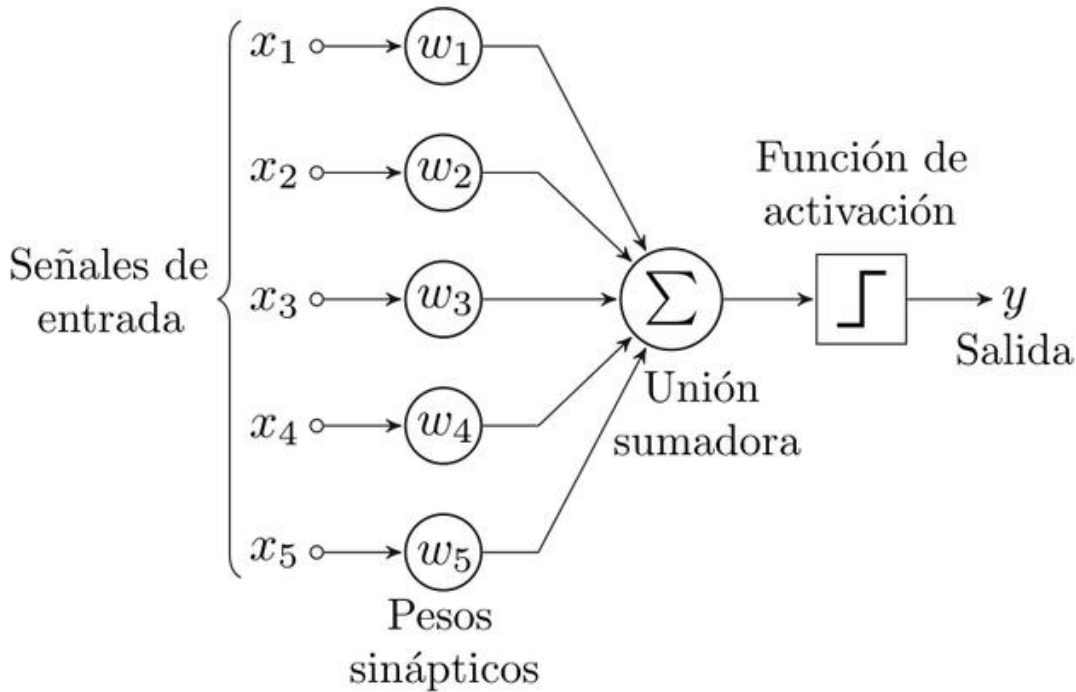 x1
w1
x2
w2
Función de
activación
Señales de
entrada
x3
w3
Σ
y
Salida
Unión
sumadora
x4
w4
x5
w5
Pesos
sinápticos